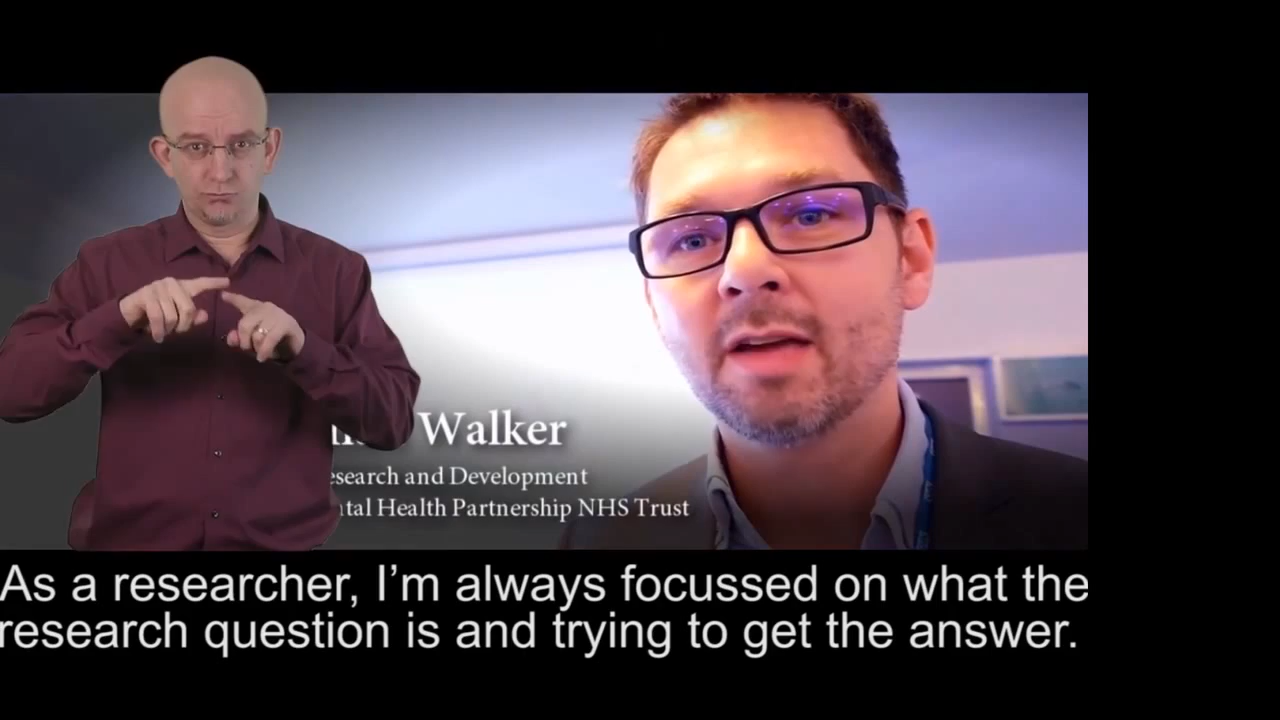 Walker
esearch and Development
ntal Health Partnership NHS Trust
As a researcher, I’m always focussed on what the
research question is and trying to get the answer.